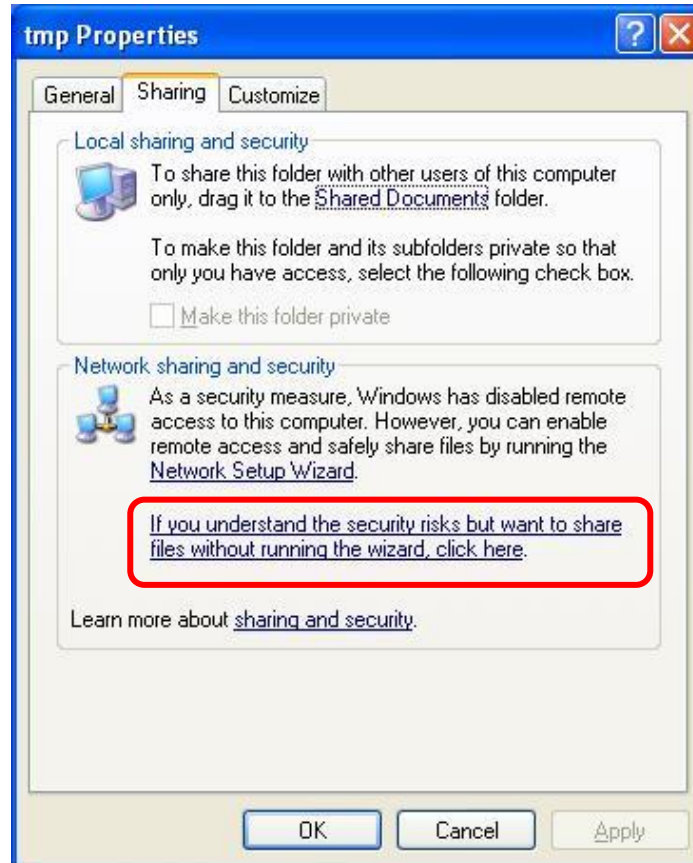 tmp Properties
General Sharing Customize
Local sharing and security
To share this folder with other users of this computer
only, drag it to the Shared Documents folder.
To make this folder and its subfolders private so that
only you have access, select the following check box.
Make this folder private
Network sharing and security
As a security measure, Windows has disabled remote
access to this computer. However, you can enable
remote access and safely share files by running the
Network Setup Wizard.
If you understand the security risks but want to share
files without running the wizard, click here.
Learn more about sharing and security.
OK Cancel Apply